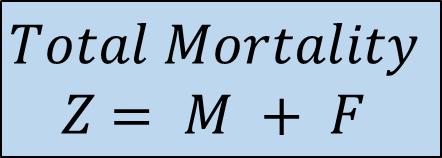 Total Mortality
Z = M + F